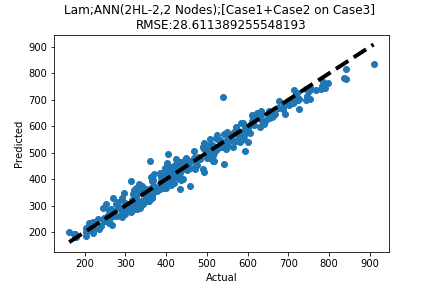 Lam;ANN(2HL-2,2 Nodes);[Case1+Case2 on Case3]
RMSE:28.611389255548193
900
800
700
600
500
400
300
200
Predicted
200 300 400 500 600 700 800 900
Actual